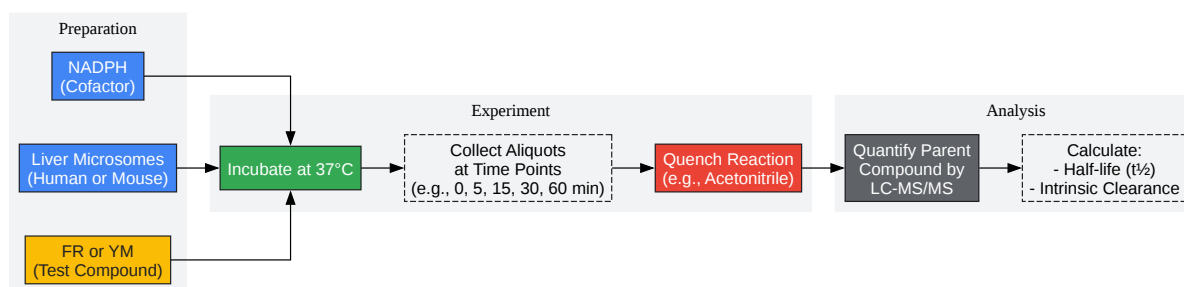 Preparation
NADPH
(Cofactor)
Liver Microsomes
(Human or Mouse)
FR or YM
(Test Compound)
Experiment
Incubate at 37°C
Collect Aliquots
at Time Points
(e.g., 0, 5, 15, 30, 60 min)
Quench Reaction
(e.g., Acetonitrile)
Analysis
Quantify Parent
Compound by
LC-MS/MS
Calculate:
- Half-life (t½)
- Intrinsic Clearance